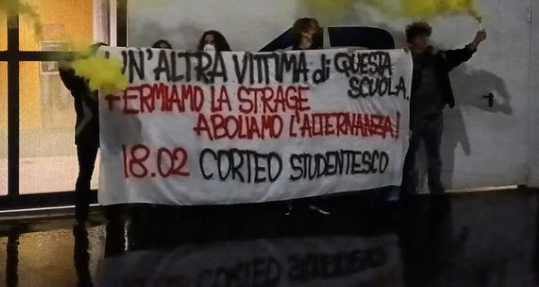 UN'ALTRA VITTIMA di QUESTA
SCUOLA.
FERMIAMO LA STRAGE
ABOLIAMO L'ALTERNANZA!
18.02 CORTEO STUDENTESCO